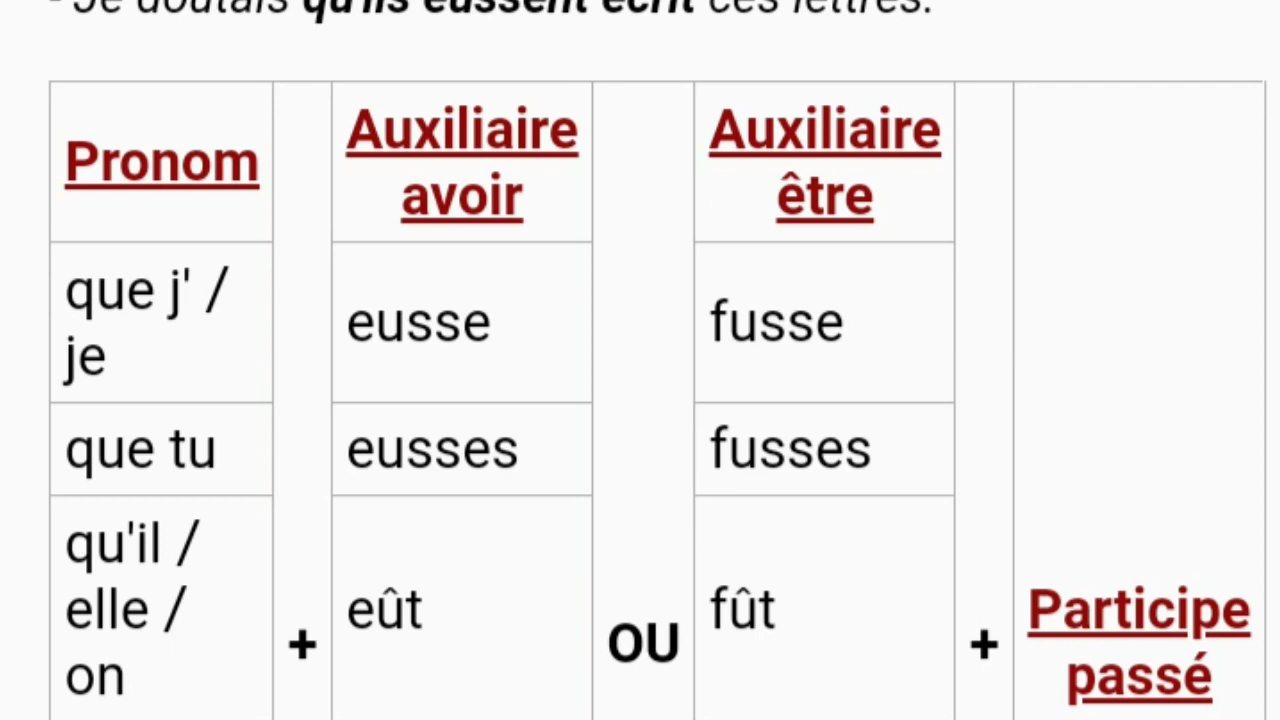 - Je doutais qu'ils eussent écrit ces lettres.
Pronom
Auxiliaire
avoir
Auxiliaire
être
que j' /
je
eusse
fusse
que tu
eusses
fusses
qu'il /
elle /
on
+
eût
OU
fût
+
Participe
passé